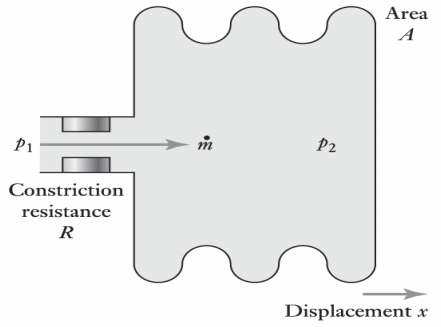 Area
A
p₁
ṁ
p₂
Constriction
resistance
R
Displacement x